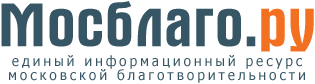 Мосблаго.ру
единый информационный ресурс
московской благотворительности